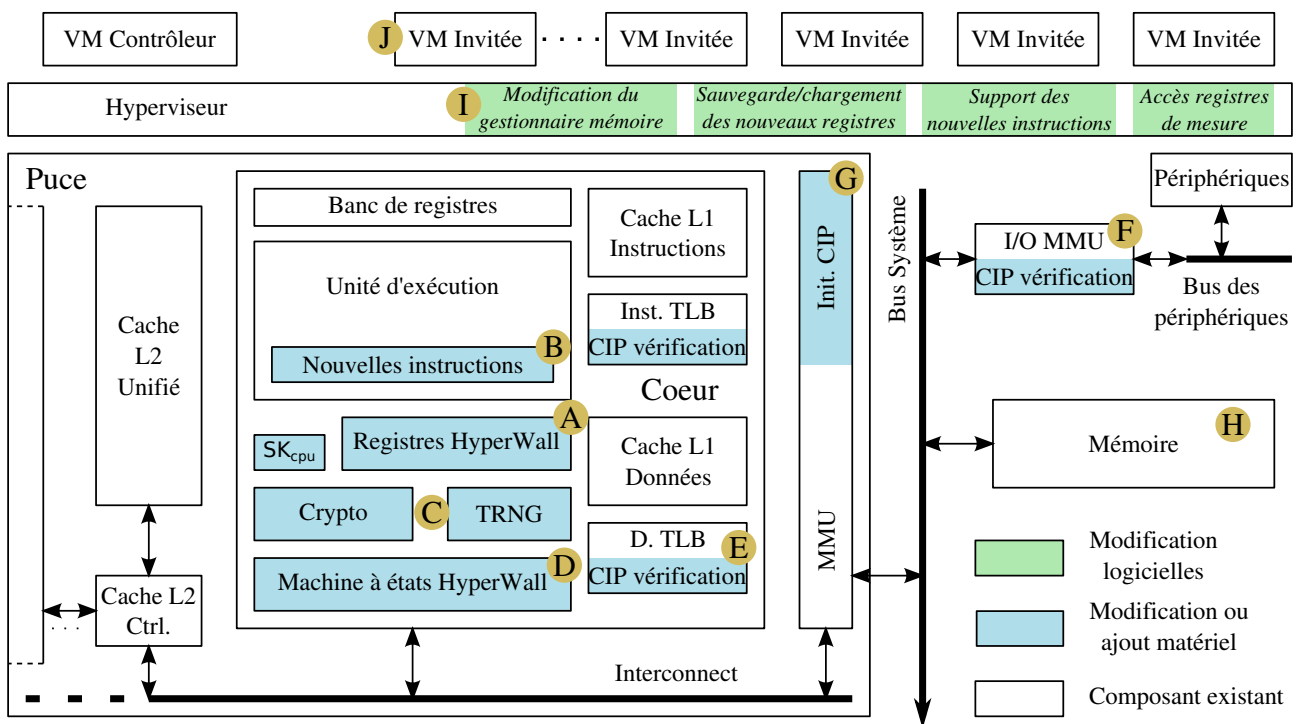 VM Contrôleur
J
VM Invitée
. . . .
VM Invitée
VM Invitée
VM Invitée
VM Invitée
Hyperviseur
I
Modification du
gestionnaire mémoire
Sauvegarde/chargement
des nouveaux registres
Support des
nouvelles instructions
Accès registres
de mesure
Puce
Cache
L2
Unifié
Cache L2
Ctrl.
. . .
Banc de registres
Unité d'exécution
Nouvelles instructions
B
Cache L1
Instructions
Inst. TLB
CIP vérification
Coeur
A
Registres HyperWall
SKcpu
Cache L1
Données
Crypto
C
TRNG
D
Machine à états HyperWall
D. TLB
E
CIP vérification
G
Init. CIP
MMU
Interconnect
Bus Système
Périphériques
F
I/O MMU
CIP vérification
Bus des
périphériques
H
Mémoire
Modification
logicielles
Modification ou
ajout matériel
Composant existant